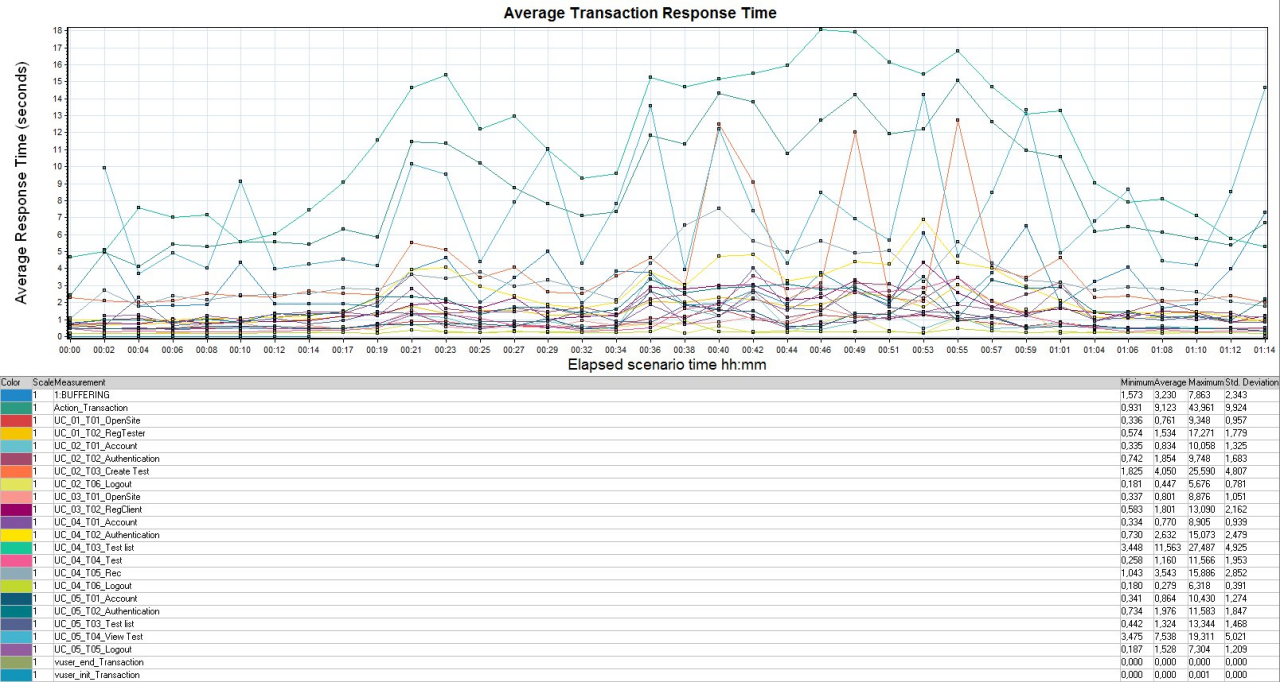 Average Transaction Response Time
Average Response Time (seconds)
18
17
16
15
14
13
12
11
10
9
8
7
6
5
4
3
2
1
0
00:00 00:02 00:04 00:06 00:08 00:10 00:12 00:14 00:17 00:19 00:21 00:23 00:25 00:27 00:29 00:32 00:34 00:36 00:38 00:40 00:42 00:44 00:46 00:49 00:51 00:53 00:55 00:57 00:59 01:01 01:04 01:06 01:08 01:10 01:12 01:14
Elapsed scenario time hh:mm
Color Scale Measurement Minimum Average Maximum Std. Deviation
1 1:BUFFERING 1,573 3,230 7,863 2,343
1 Action_Transaction 0,931 9,123 43,961 9,924
1 UC_01_T01_OpenSite 0,336 0,761 9,348 0,957
1 UC_01_T02_RegTester 0,574 1,534 17,271 1,779
1 UC_02_T01_Account 0,335 0,834 10,058 1,325
1 UC_02_T02_Authentication 0,742 1,854 9,748 1,683
1 UC_02_T03_Create Test 1,825 4,050 25,590 4,807
1 UC_02_T06_Logout 0,181 0,447 5,676 0,781
1 UC_03_T01_OpenSite 0,337 0,801 8,876 1,051
1 UC_03_T02_RegClient 0,583 1,801 13,090 2,162
1 UC_04_T01_Account 0,334 0,770 8,905 0,939
1 UC_04_T02_Authentication 0,730 2,632 15,073 2,479
1 UC_04_T03_Test list 3,448 11,563 27,487 4,925
1 UC_04_T04_Test 0,258 1,160 11,566 1,953
1 UC_04_T05_Rec 1,043 3,543 15,886 2,852
1 UC_04_T06_Logout 0,180 0,279 6,318 0,391
1 UC_05_T01_Account 0,341 0,864 10,430 1,274
1 UC_05_T02_Authentication 0,734 1,976 11,583 1,847
1 UC_05_T03_Test list 0,442 1,324 13,344 1,468
1 UC_05_T04_View Test 3,475 7,538 19,311 5,021
1 UC_05_T05_Logout 0,187 1,528 7,304 1,209
1 vuser_end_Transaction 0,000 0,000 0,000 0,000
1 vuser_init_Transaction 0,000 0,000 0,001 0,000